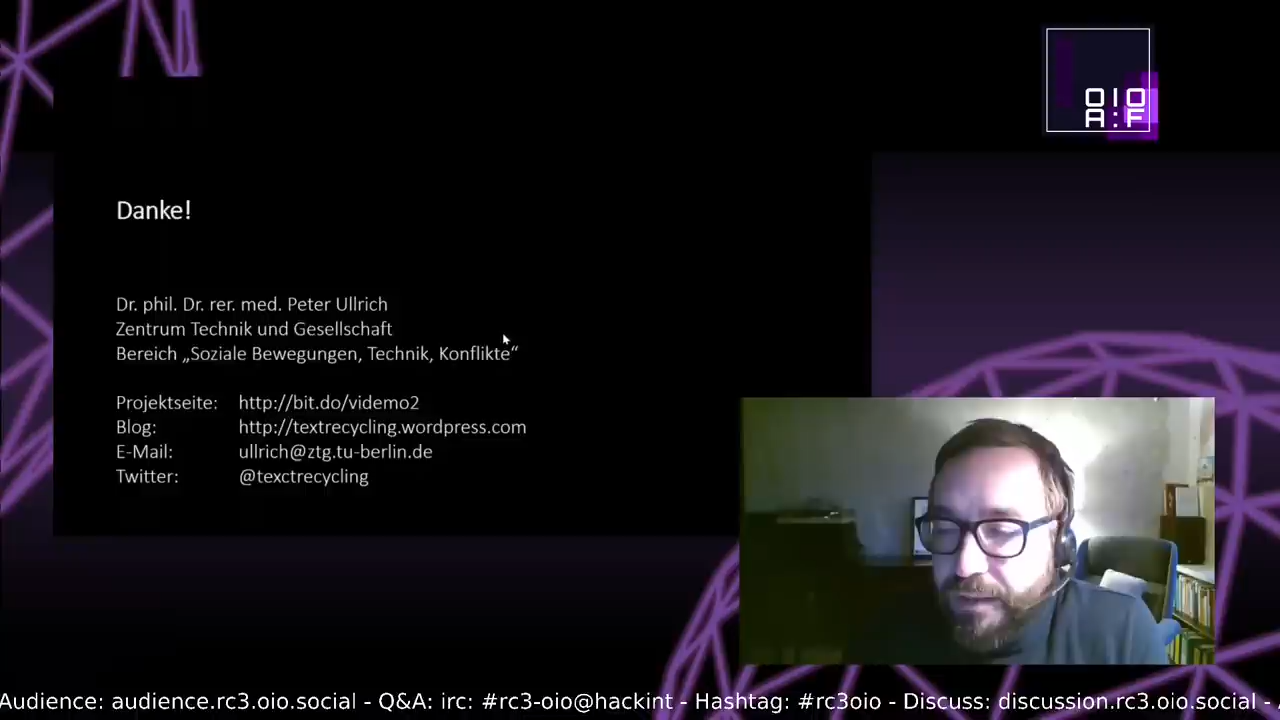 OIO
A:F
Danke!
Dr. phil. Dr. rer. med. Peter Ullrich
Zentrum Technik und Gesellschaft
Bereich „Soziale Bewegungen, Technik, Konflikte“
Projektseite: http://bit.do/videmo2
Blog: http://textrecycling.wordpress.com
E-Mail: ullrich@ztg.tu-berlin.de
Twitter: @texctrecycling
Audience: audience.rc3.oio.social - Q&A: irc: #rc3-oio@hackint - Hashtag: #rc3oio - Discuss: discussion.rc3.oio.social -